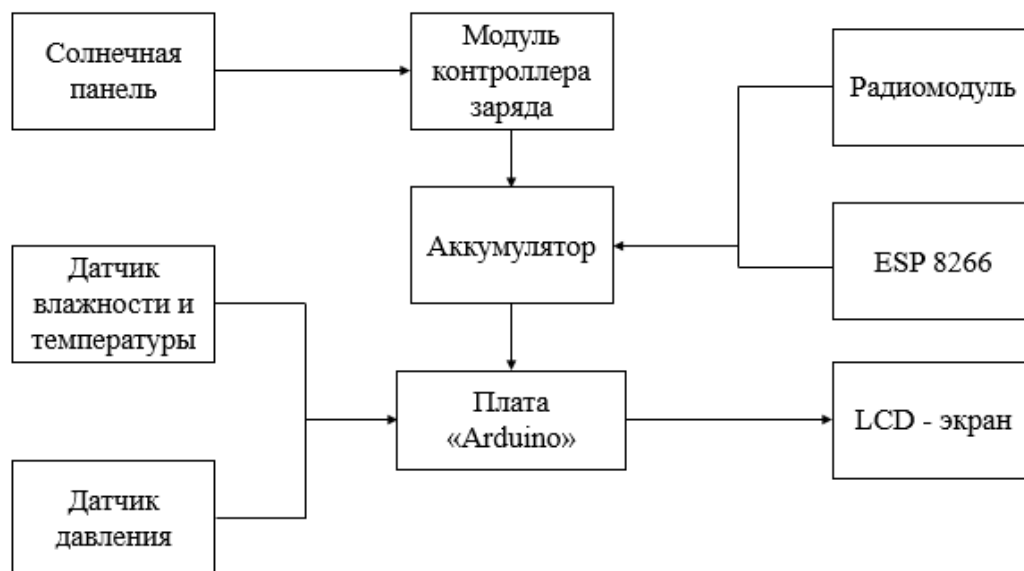 Солнечная
панель
Модуль
контроллера
заряда
Радиомодуль
Аккумулятор
ESP 8266
Датчик
влажности и
температуры
Плата
«Arduino»
LCD - экран
Датчик
давления